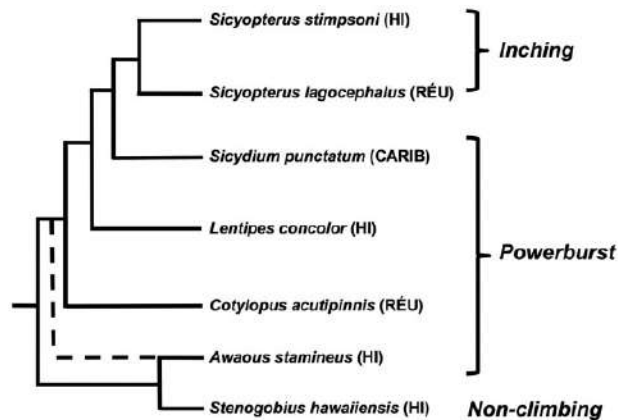 Sicyopterus stimpsoni (HI)
Inching
Sicyopterus lagocephalus (RÉU)
Sicydium punctatum (CARIB)
Lentipes concolor (HI)
Powerburst
Cotylopus acutipinnis (RÉU)
Awaous stamineus (HI)
Stenogobius hawaiiensis (HI) Non-climbing